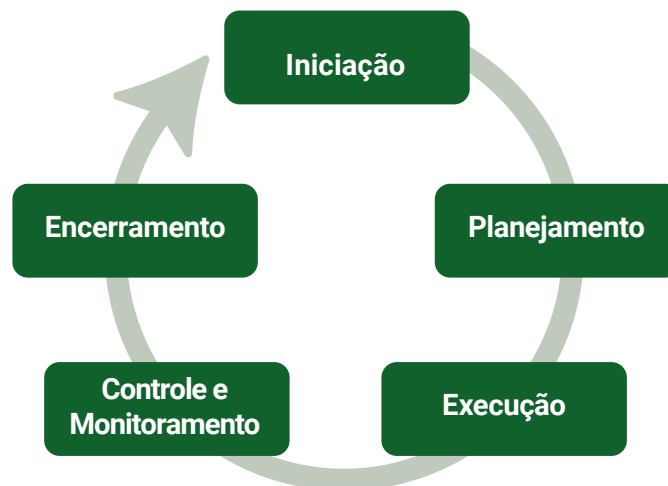 Iniciação
Planejamento
Execução
Controle e
Monitoramento
Encerramento